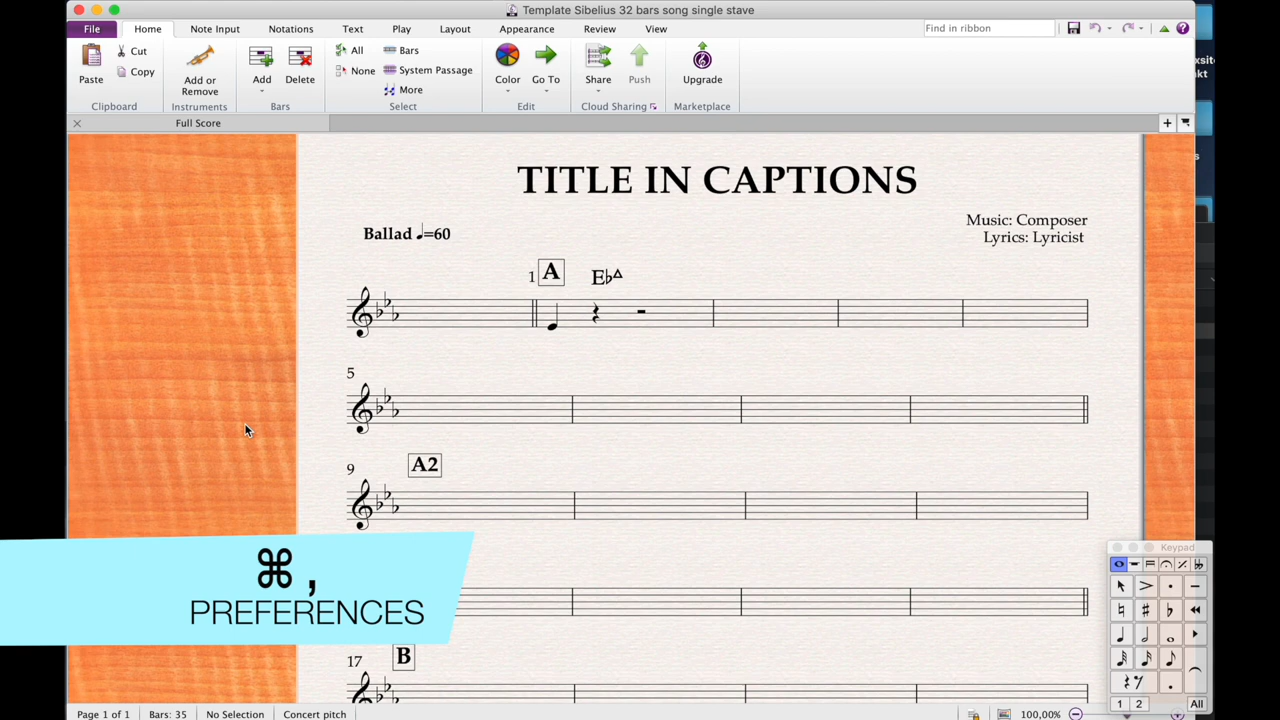 Template Sibelius 32 bars song single stave
File Home Note Input Notations Text Play Layout Appearance Review View Find in ribbon
Paste Cut Copy Add or Remove Add Delete All None Bars System Passage More Color Go To Share Push Upgrade
Clipboard Instruments Bars Select Edit Cloud Sharing Marketplace
Full Score
TITLE IN CAPTIONS
Ballad ♩=60
Music: Composer
Lyrics: Lyricist
1 A E♭△
5
9 A2
⌘,
PREFERENCES
17 B
Keypad
1 2 All
Page 1 of 1 Bars: 35 No Selection Concert pitch 100,00%